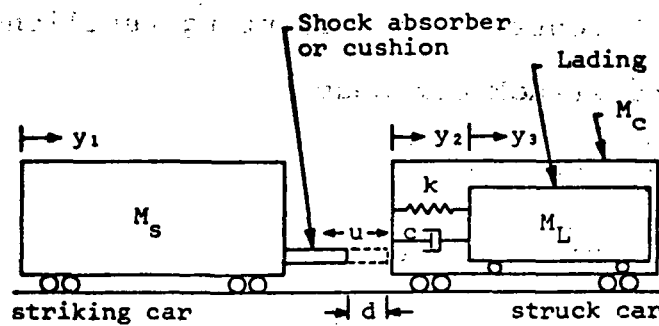 Shock absorber
or cushion
Lading
M_c
y₁
y₂
y₃
k
M_s
u
c
M_L
striking car
d
struck car